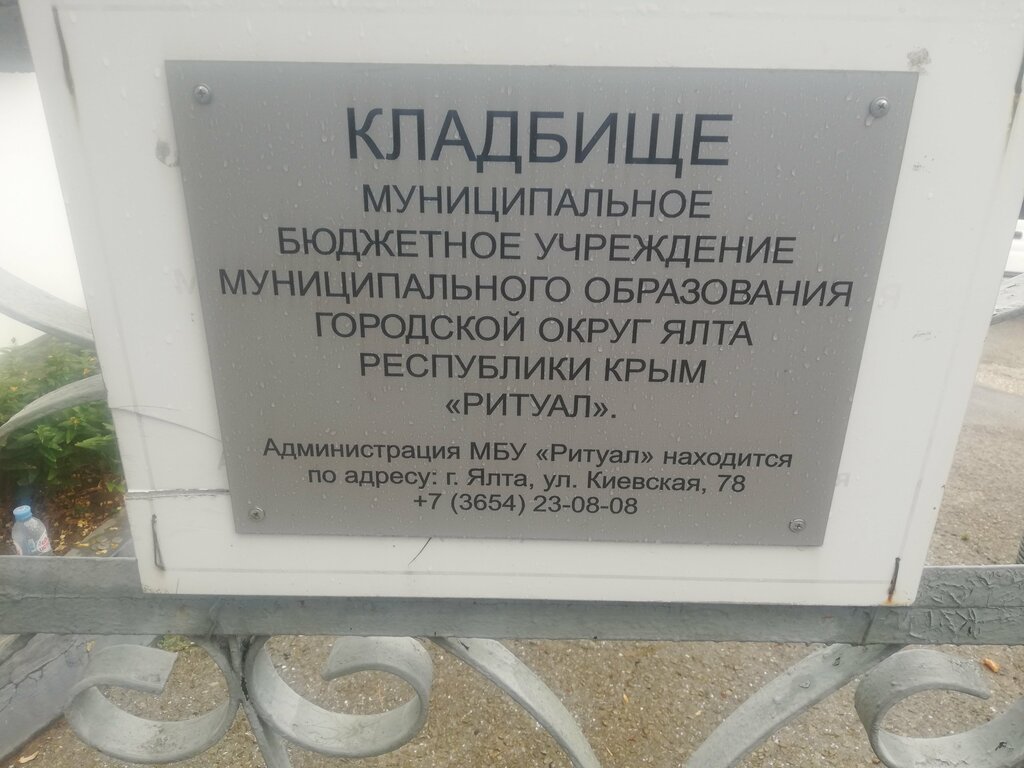 КЛАДБИЩЕ
МУНИЦИПАЛЬНОЕ
БЮДЖЕТНОЕ УЧРЕЖДЕНИЕ
МУНИЦИПАЛЬНОГО ОБРАЗОВАНИЯ
ГОРОДСКОЙ ОКРУГ ЯЛТА
РЕСПУБЛИКИ КРЫМ
«РИТУАЛ».
Администрация МБУ «Ритуал» находится
по адресу: г. Ялта, ул. Киевская, 78
+7 (3654) 23-08-08